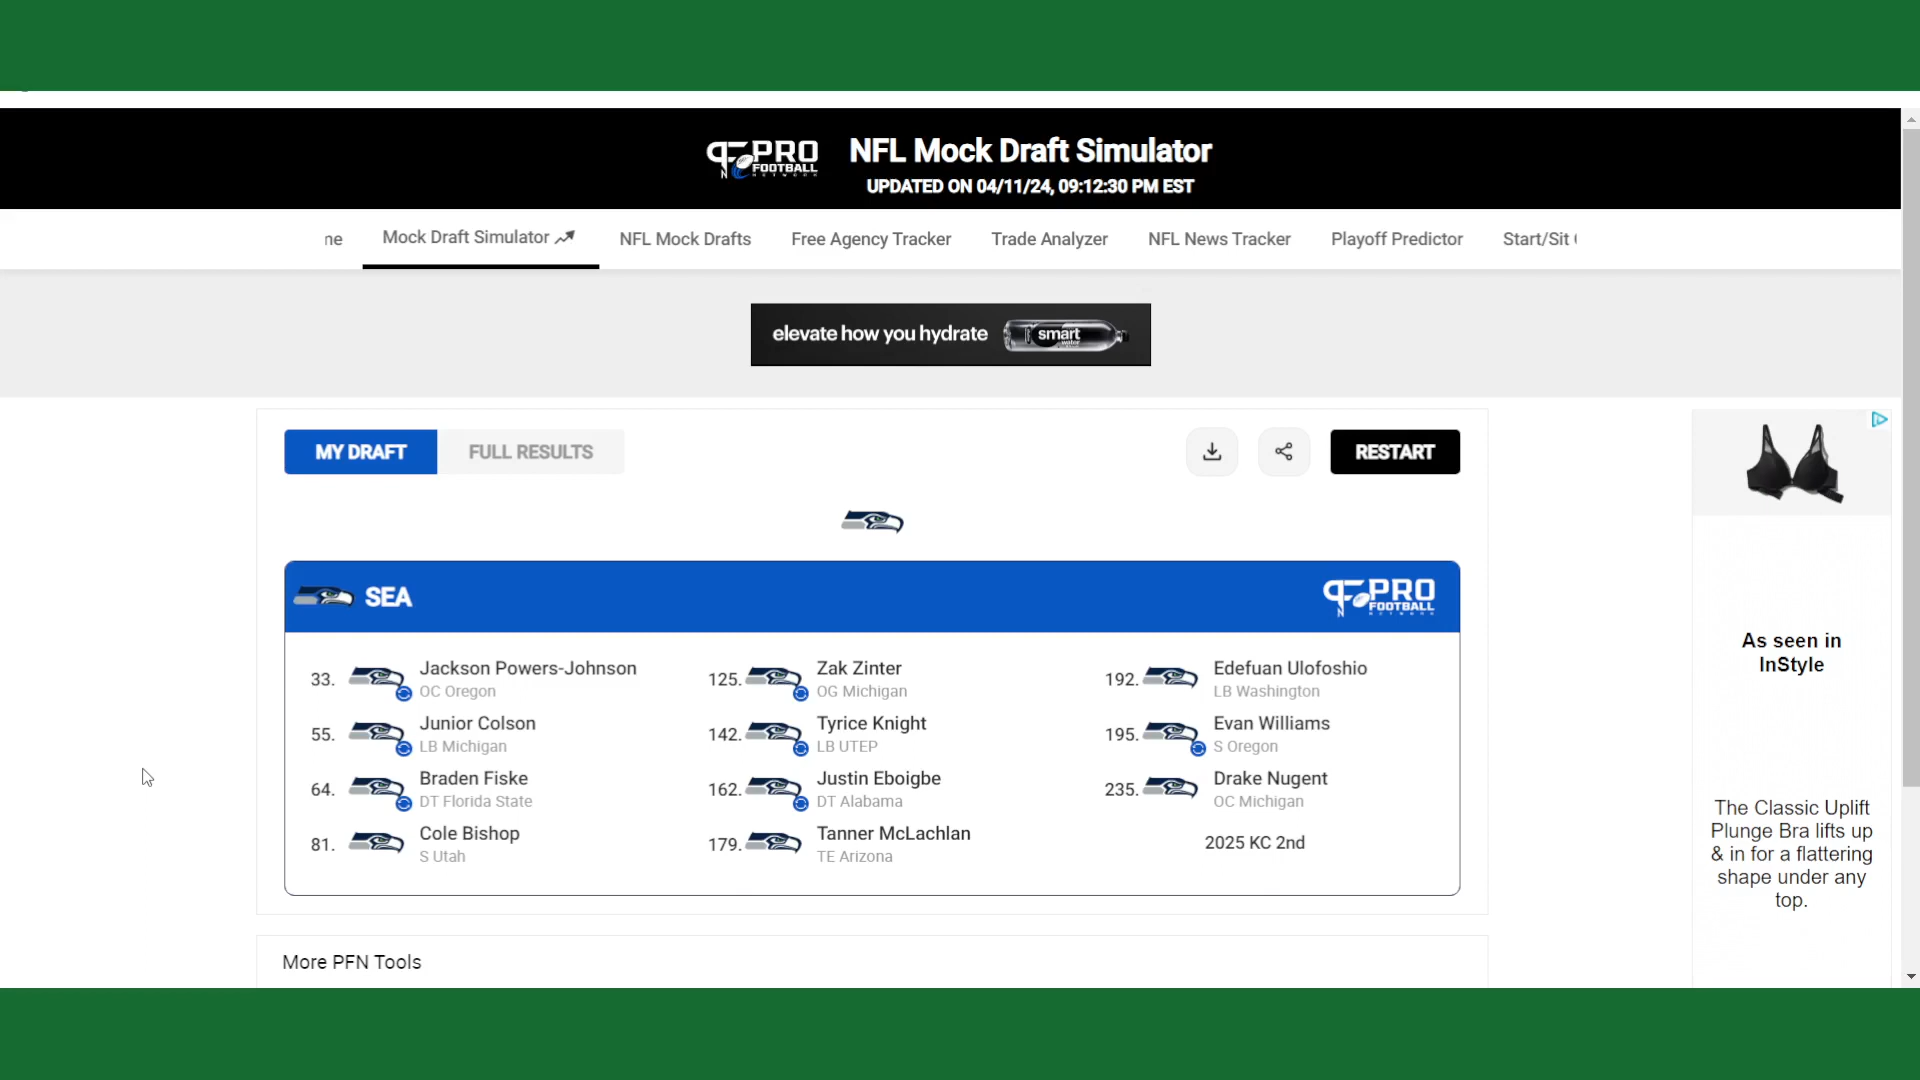 PFN PRO FOOTBALL NETWORK
NFL Mock Draft Simulator
UPDATED ON 04/11/24, 09:12:30 PM EST
ne
Mock Draft Simulator
NFL Mock Drafts
Free Agency Tracker
Trade Analyzer
NFL News Tracker
Playoff Predictor
Start/Sit
elevate how you hydrate
smart
water
MY DRAFT
FULL RESULTS
RESTART
SEA
PFN PRO FOOTBALL NETWORK
33.
Jackson Powers-Johnson
OC Oregon
55.
Junior Colson
LB Michigan
64.
Braden Fiske
DT Florida State
81.
Cole Bishop
S Utah
125.
Zak Zinter
OG Michigan
142.
Tyrice Knight
LB UTEP
162.
Justin Eboigbe
DT Alabama
179.
Tanner McLachlan
TE Arizona
192.
Edefuan Ulofoshio
LB Washington
195.
Evan Williams
S Oregon
235.
Drake Nugent
OC Michigan
2025 KC 2nd
More PFN Tools
As seen in
InStyle
The Classic Uplift
Plunge Bra lifts up
& in for a flattering
shape under any
top.